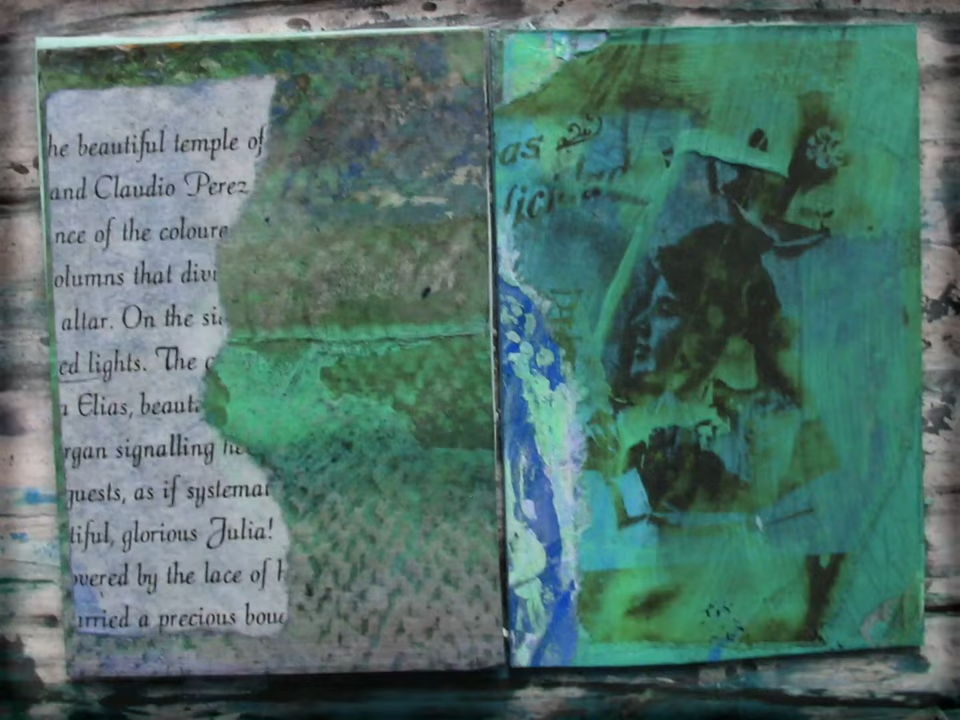 he beautiful temple of
and Claudio Perez
nce of the coloure
olumns that divi
altar. On the si
ed lights. The
Elias, beaut
rgan signalling
guests, as if systemat
tiful, glorious Julia!
overed by the lace of h
urried a precious bou
as